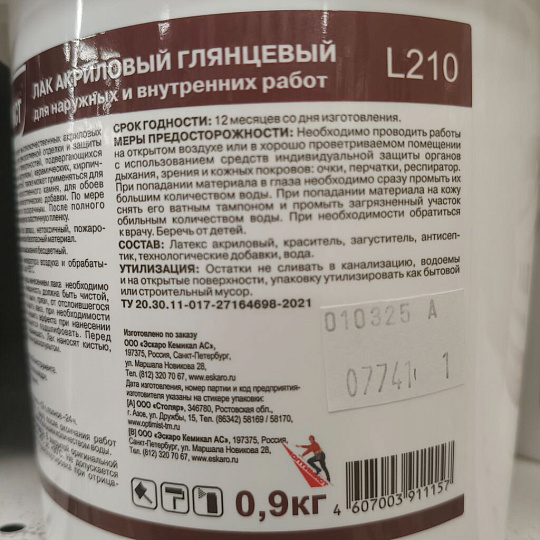 ЛАК АКРИЛОВЫЙ ГЛЯНЦЕВЫЙ
для наружных и внутренних работ
L210
СРОК ГОДНОСТИ: 12 месяцев со дня изготовления.
МЕРЫ ПРЕДОСТОРОЖНОСТИ: Необходимо проводить работы
на открытом воздухе или в хорошо проветриваемом помещении
с использованием средств индивидуальной защиты органов
дыхания, зрения и кожных покровов: очки, перчатки, респиратор.
При попадании материала в глаза необходимо сразу промыть их
большим количеством воды. При попадании материала на кожу
снять его ватным тампоном и промыть загрязненный участок
обильным количеством воды. При необходимости обратиться
к врачу. Беречь от детей.
СОСТАВ: Латекс акриловый, краситель, загуститель, антисеп-
тик, технологические добавки, вода.
УТИЛИЗАЦИЯ: Остатки не сливать в канализацию, водоемы
и на открытые поверхности, упаковку утилизировать как бытовой
или строительный мусор.
ТУ 20.30.11-017-27164698-2021
010325 А
07741 1
Изготовлено по заказу
ООО «Эскаро Кемикал АС»,
197375, Россия, Санкт-Петербург,
ул. Маршала Новикова 28,
Тел. (812) 320 70 67, www.eskaro.ru
Дата изготовления, номер партии и код предприятия-
изготовителя указаны на стикере упаковки:
[A] ООО «Столяр», 346780, Ростовская обл.,
г. Азов, ул. Дружбы, 15, Тел. (86342) 58169 / 58170,
www.optimist-tm.ru
[B] ООО «Эскаро Кемикал АС», 197375, Россия,
Санкт-Петербург, ул. Маршала Новикова 28,
Тел. (812) 320 70 67, www.eskaro.ru
0,9кг
4 607003 911157